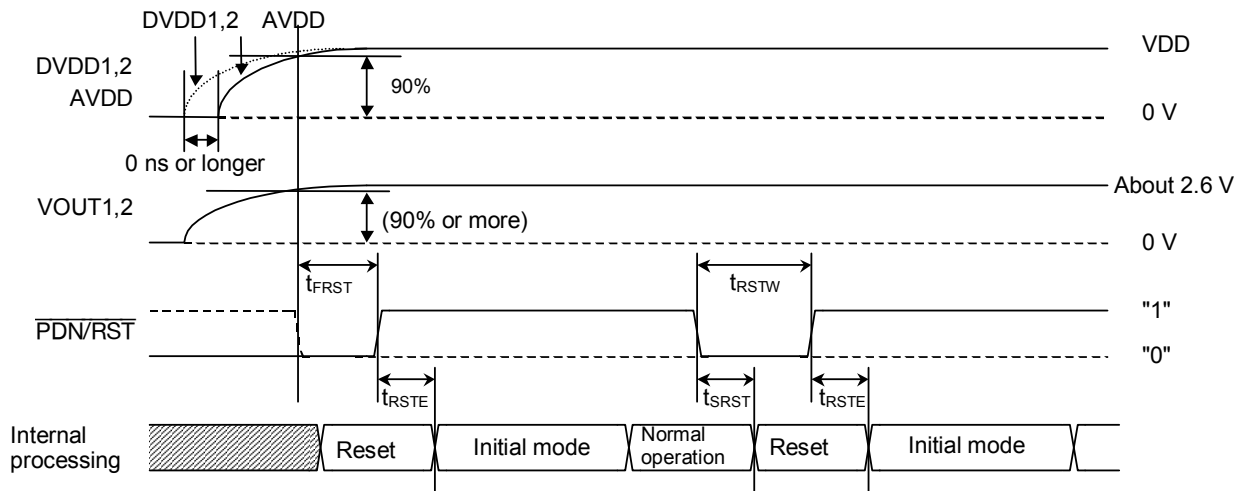 DVDD1,2 AVDD
DVDD1,2
AVDD
VDD
90%
0 V
0 ns or longer
VOUT1,2
About 2.6 V
(90% or more)
0 V
tFRST
tRSTW
PDN/RST
"1"
"0"
tRSTE
tSRST
tRSTE
Internal
processing
Reset
Initial mode
Normal
operation
Reset
Initial mode